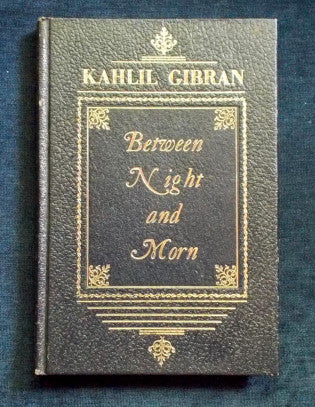 KAHLIL GIBRAN
Between
Night
and
Morn